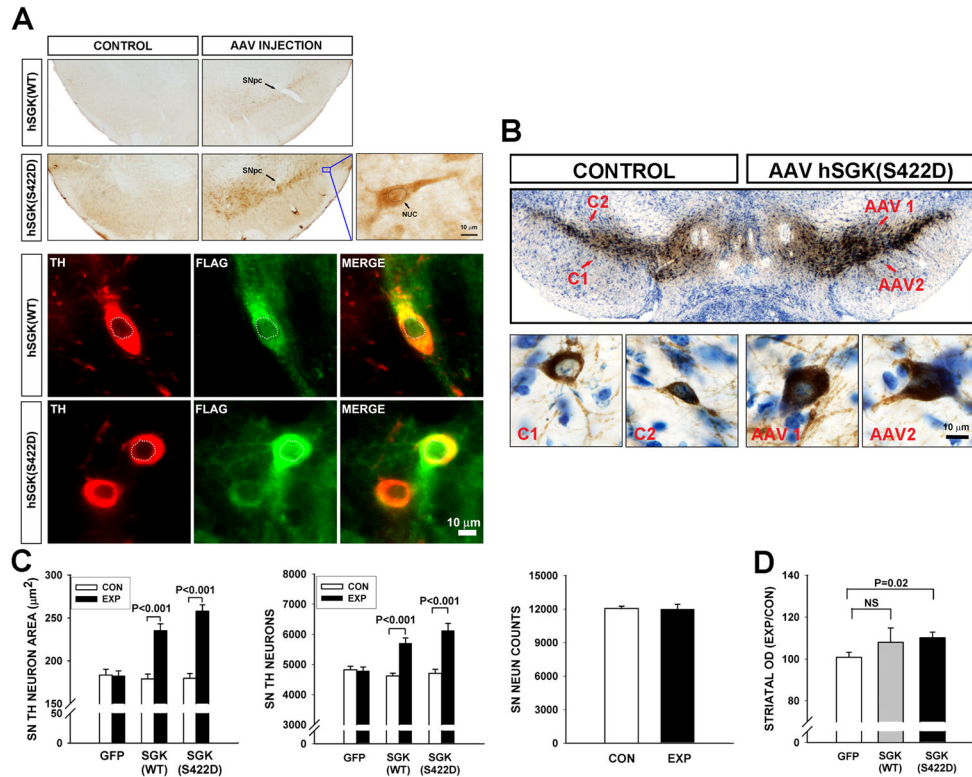 A
CONTROL
AAV INJECTION
hSGK(WT)
SNpc
hSGK(S422D)
SNpc
NUC
10 μm
hSGK(WT)
TH
FLAG
MERGE
hSGK(S422D)
TH
FLAG
MERGE
10 μm
B
CONTROL
AAV hSGK(S422D)
C2
AAV 1
C1
AAV2
C1
C2
AAV 1
AAV2
10 μm
C
SN TH NEURON AREA (μm²)
300
250
200
150
50
0
CON
EXP
P<0.001
P<0.001
GFP
SGK
(WT)
SGK
(S422D)
SN TH NEURONS
8000
7000
6000
5000
4000
3000
0
CON
EXP
P<0.001
P<0.001
GFP
SGK
(WT)
SGK
(S422D)
SN NEUN COUNTS
15000
12000
9000
6000
3000
0
CON
EXP
D
STRIATAL OD (EXP/CON)
140
120
100
80
0
P=0.02
NS
GFP
SGK
(WT)
SGK
(S422D)